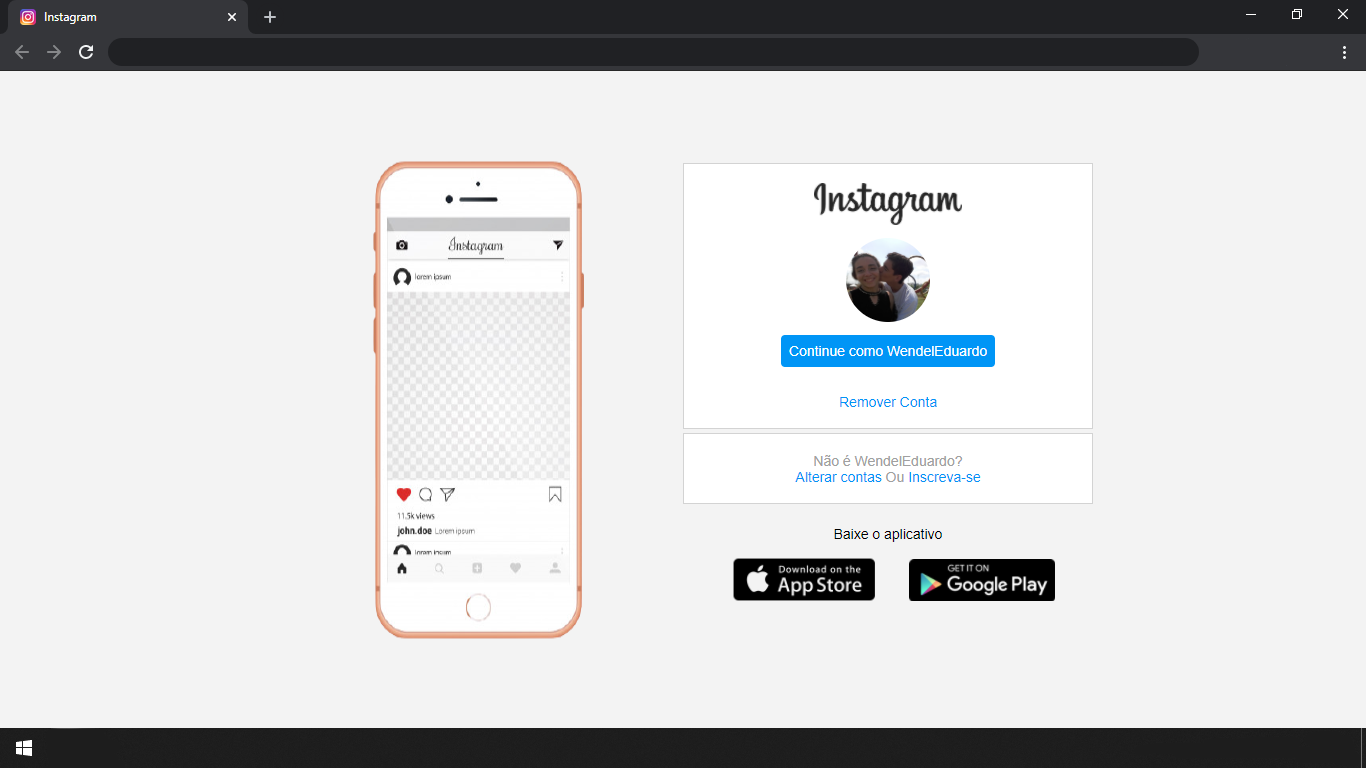 Instagram
Instagram
lorem ipsum
11.5k views
john.doe Lorem ipsum
lorem ipsum
Instagram
Continue como WendelEduardo
Remover Conta
Não é WendelEduardo?
Alterar contas Ou Inscreva-se
Baixe o aplicativo
Download on the
App Store
GET IT ON
Google Play